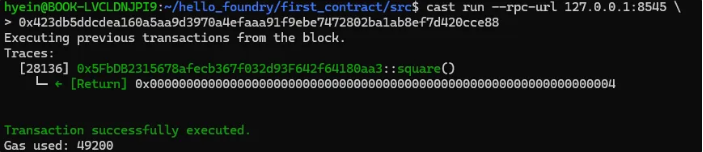 hyein@BOOK-LVCLDNJPI9:~/hello_foundry/first_contract/src$ cast run --rpc-url 127.0.0.1:8545 \
> 0x423db5ddcdea160a5aa9d3970a4efaaa91f9ebe7472802ba1ab8ef7d420cce88
Executing previous transactions from the block.
Traces:
[28136] 0x5FbDB2315678afecb367f032d93F642f64180aa3::square()
└─ ← [Return] 0x0000000000000000000000000000000000000000000000000000000000000004
Transaction successfully executed.
Gas used: 49200